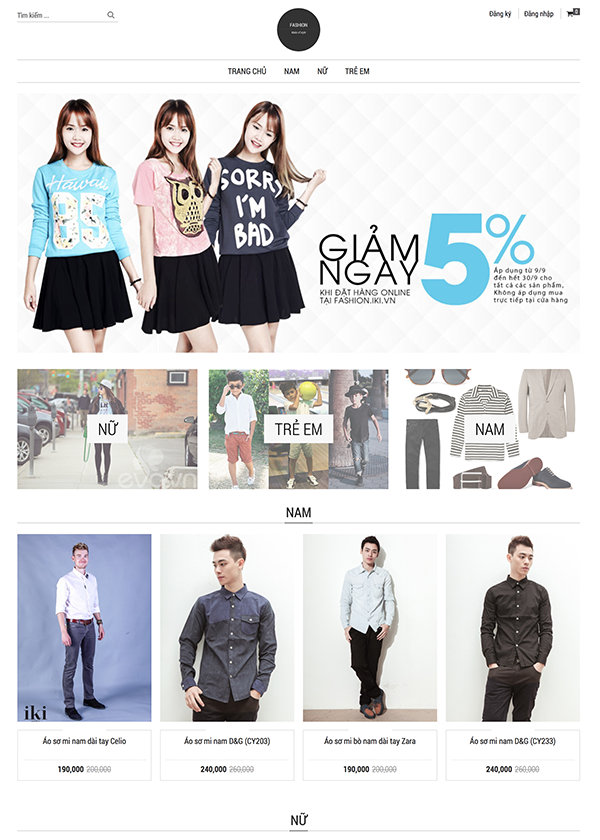 Tìm kiếm ...
FASHION
Đăng ký
Đăng nhập
0
TRANG CHỦ
NAM
NỮ
TRẺ EM
Hawaii
95
SORRY
I'M
BAD
GIẢM
NGAY
5%
KHI ĐẶT HÀNG ONLINE
TẠI FASHION.IKI.VN
Áp dụng từ 9/9
đến hết 30/9 cho
tất cả các sản phẩm,
Không áp dụng mua
trực tiếp tại cửa hàng
NỮ
TRẺ EM
NAM
NAM
iki
Áo sơ mi nam dài tay Celio
190,000 200,000
Áo sơ mi nam D&G (CY203)
240,000 260,000
Áo sơ mi bò nam dài tay Zara
190,000 200,000
Áo sơ mi nam D&G (CY233)
240,000 260,000
NỮ